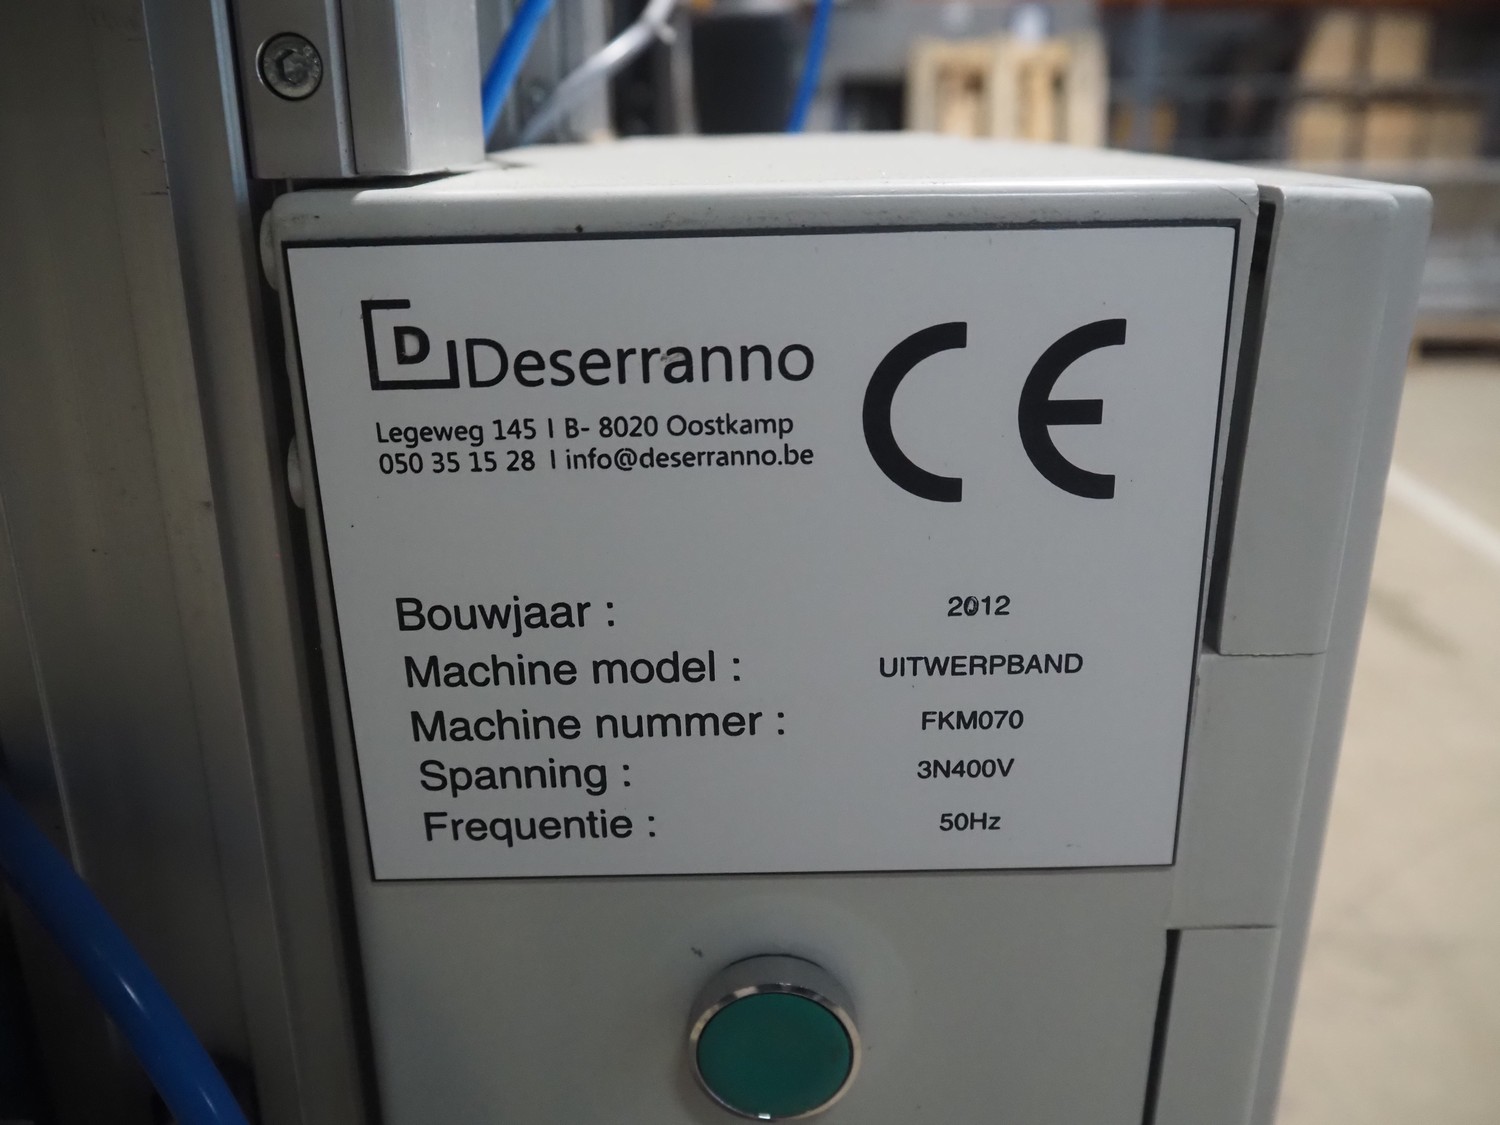 D Deserranno
CE
Legeweg 145 | B- 8020 Oostkamp
050 35 15 28 | info@deserranno.be
Bouwjaar : 2012
Machine model : UITWERPBAND
Machine nummer : FKM070
Spanning : 3N400V
Frequentie : 50Hz